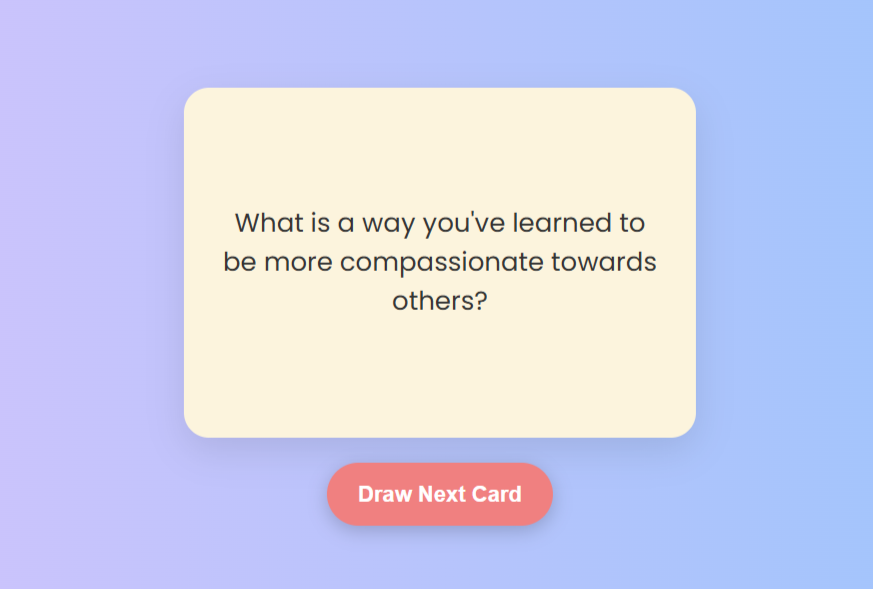 What is a way you've learned to
be more compassionate towards
others?
Draw Next Card